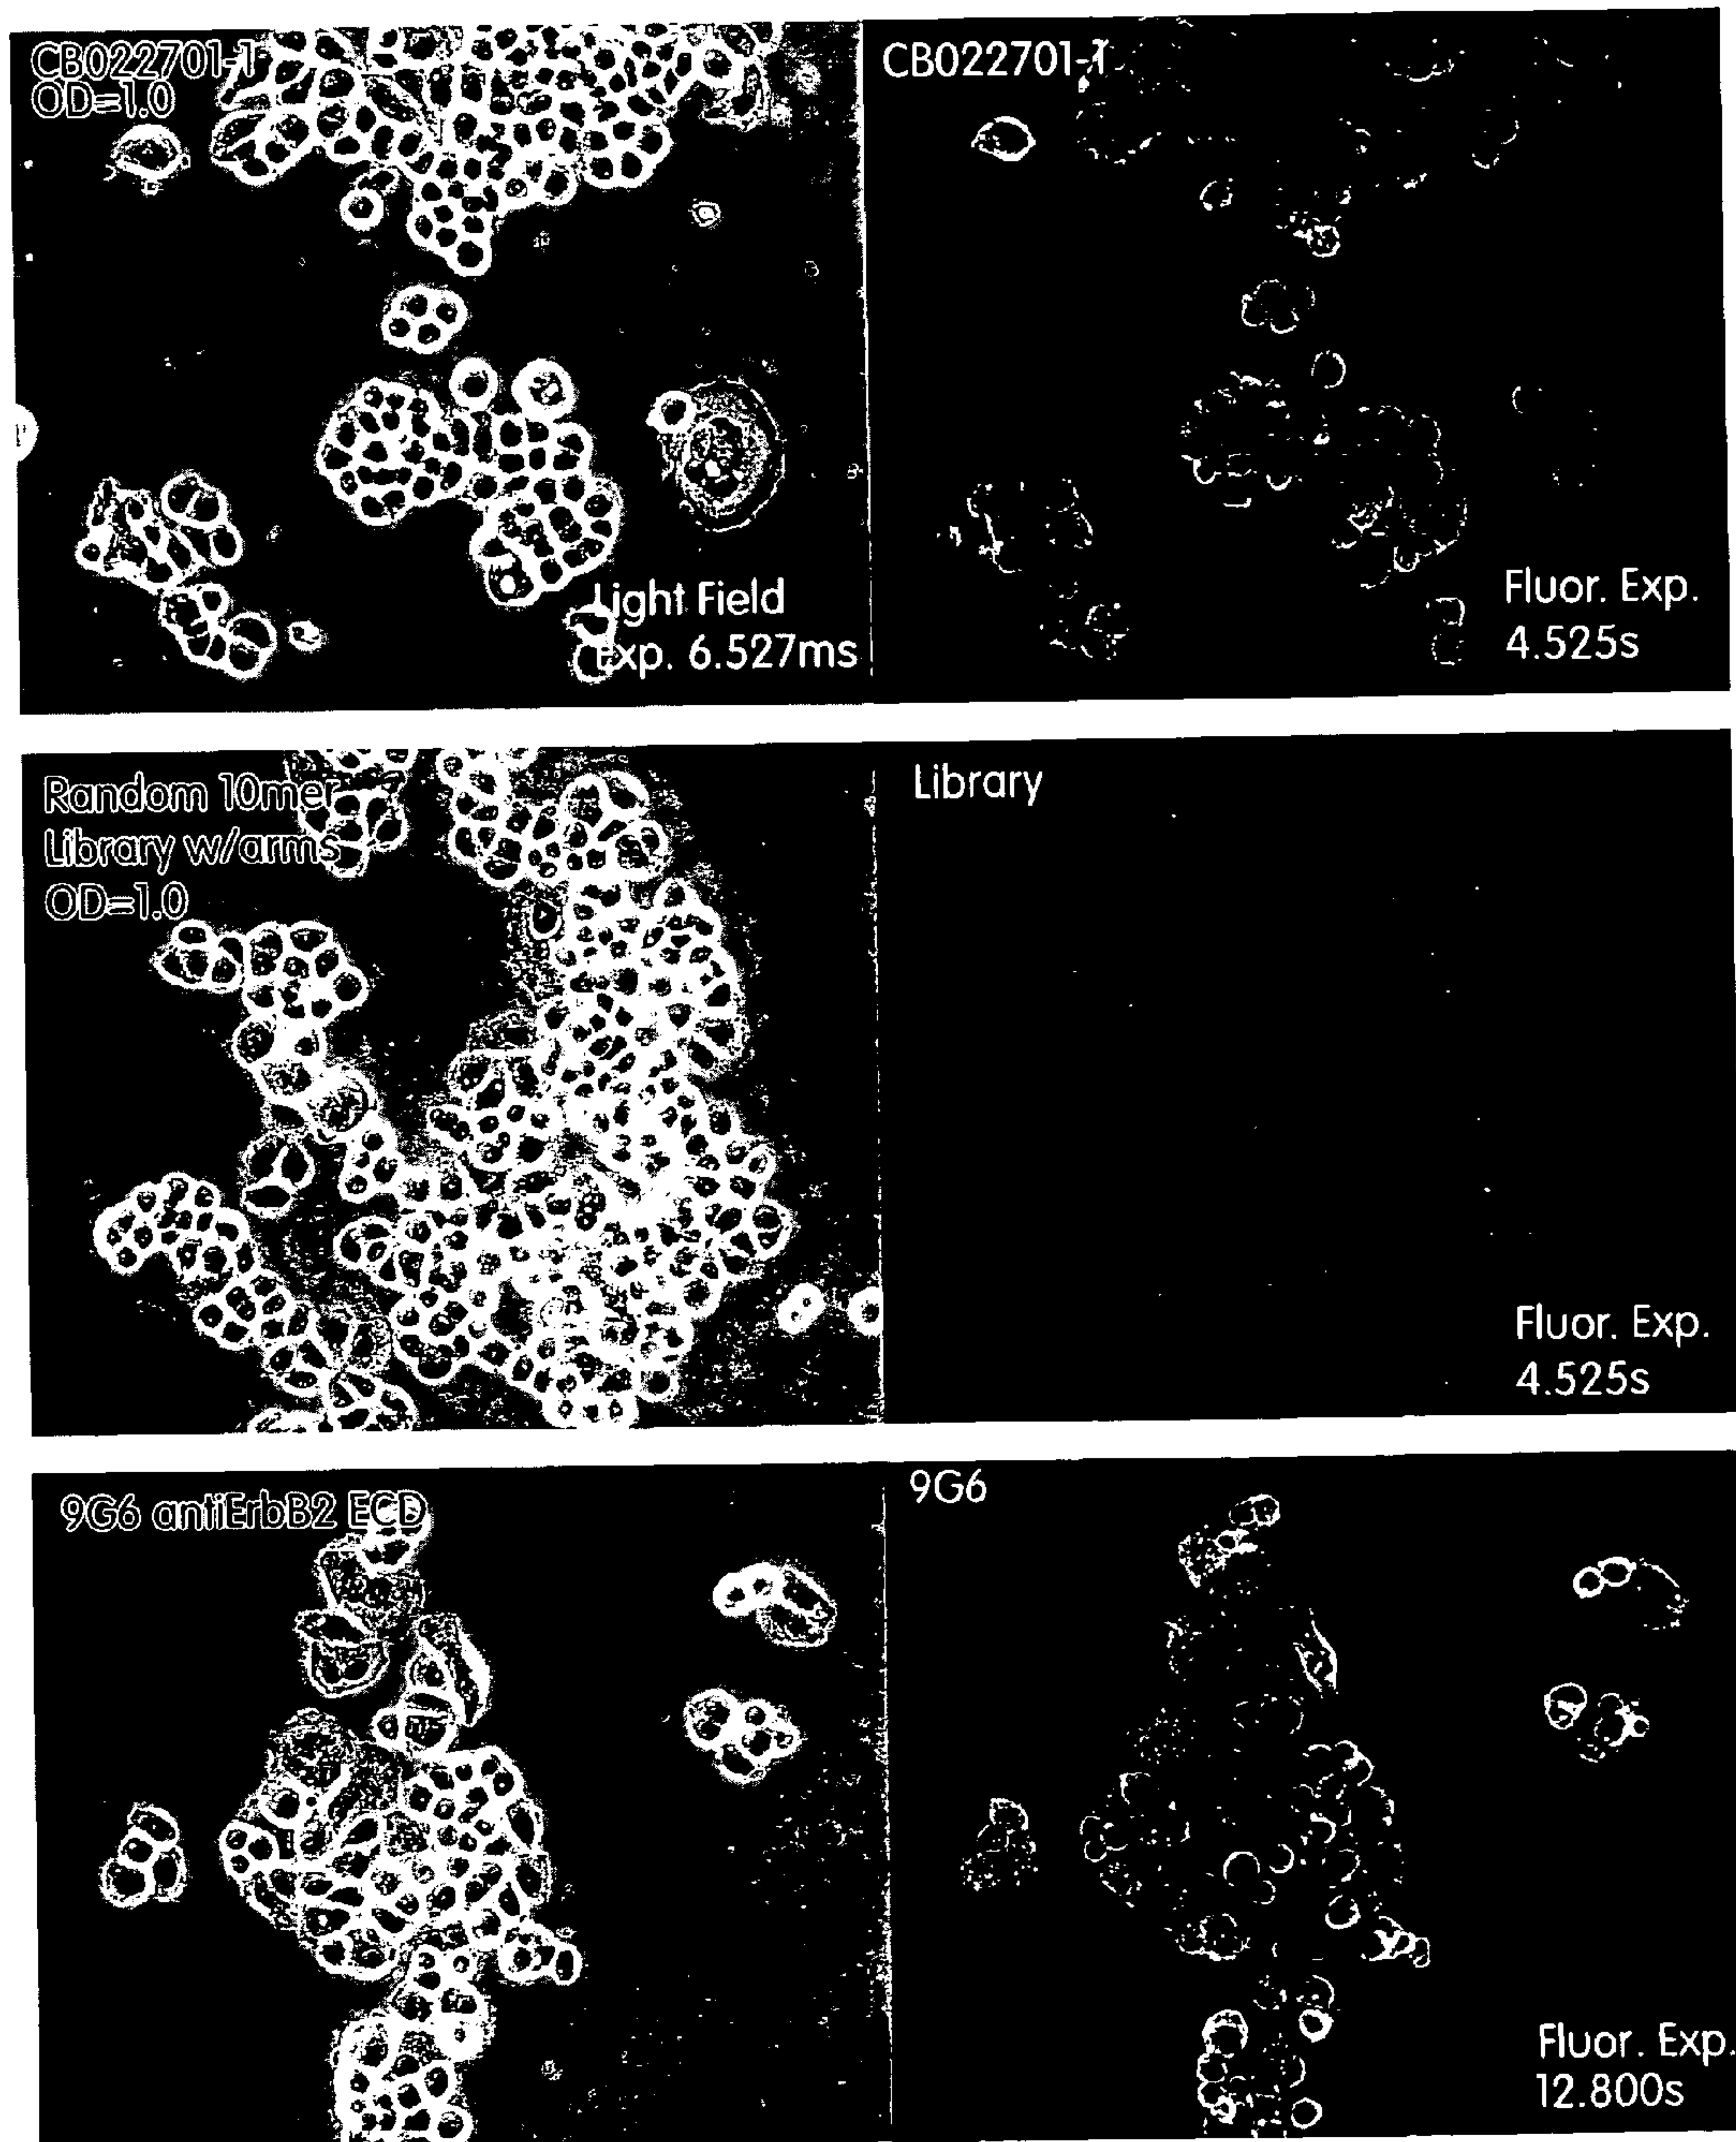 CB022701-1
OD=1.0
Light Field
Exp. 6.527ms
CB022701-1
Fluor. Exp.
4.525s
Random 10mer
Library w/arms
OD=1.0
Library
Fluor. Exp.
4.525s
9G6 antiErbB2 ECD
9G6
Fluor. Exp.
12.800s